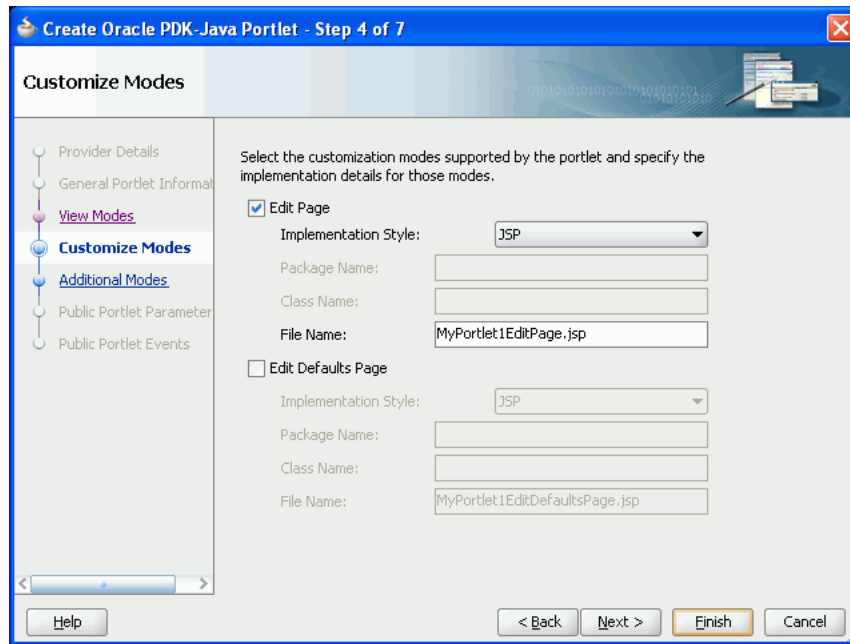 Create Oracle PDK-Java Portlet - Step 4 of 7
Customize Modes
Provider Details
General Portlet Informat
View Modes
Customize Modes
Additional Modes
Public Portlet Parameter
Public Portlet Events
Select the customization modes supported by the portlet and specify the
implementation details for those modes.
Edit Page
Implementation Style: JSP
Package Name:
Class Name:
File Name: MyPortlet1EditPage.jsp
Edit Defaults Page
Implementation Style: JSP
Package Name:
Class Name:
File Name: MyPortlet1EditDefaultsPage.jsp
Help < Back Next > Finish Cancel